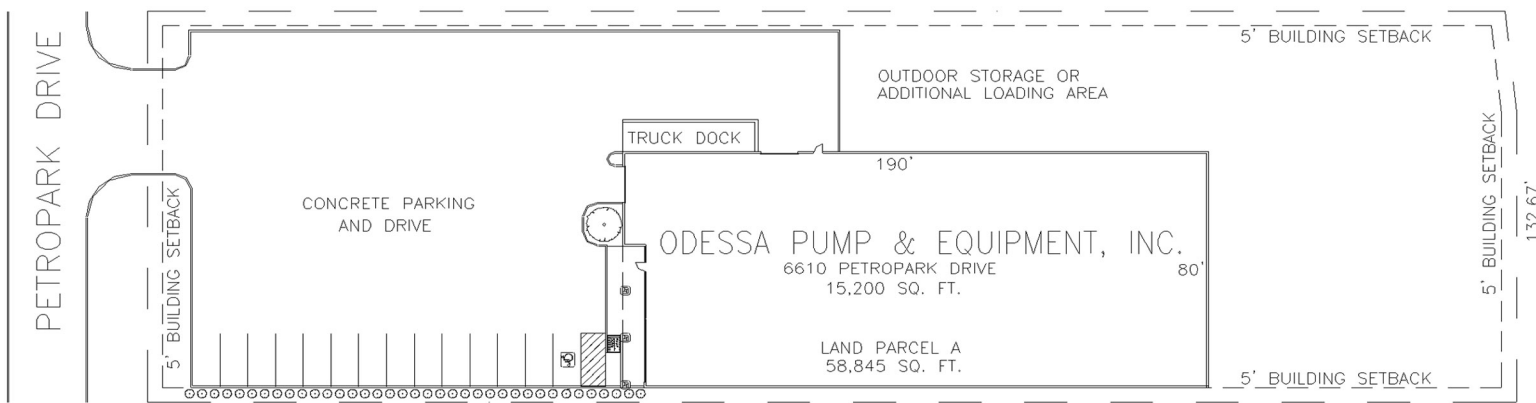 PETROPARK DRIVE
5' BUILDING SETBACK
OUTDOOR STORAGE OR
ADDITIONAL LOADING AREA
TRUCK DOCK
190'
CONCRETE PARKING
AND DRIVE
5' BUILDING SETBACK
ODESSA PUMP & EQUIPMENT, INC.
6610 PETROPARK DRIVE
15,200 SQ. FT.
80'
LAND PARCEL A
58,845 SQ. FT.
5' BUILDING SETBACK
132.67'
5' BUILDING SETBACK